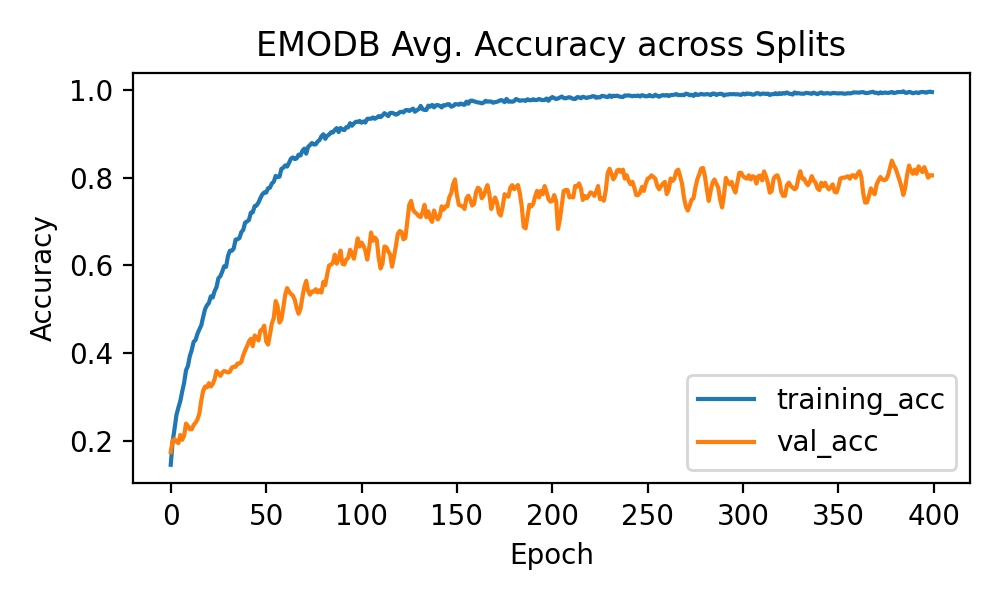 EMODB Avg. Accuracy across Splits
1.0
0.8
0.6
0.4
0.2
Accuracy
training_acc
val_acc
0 50 100 150 200 250 300 350 400
Epoch